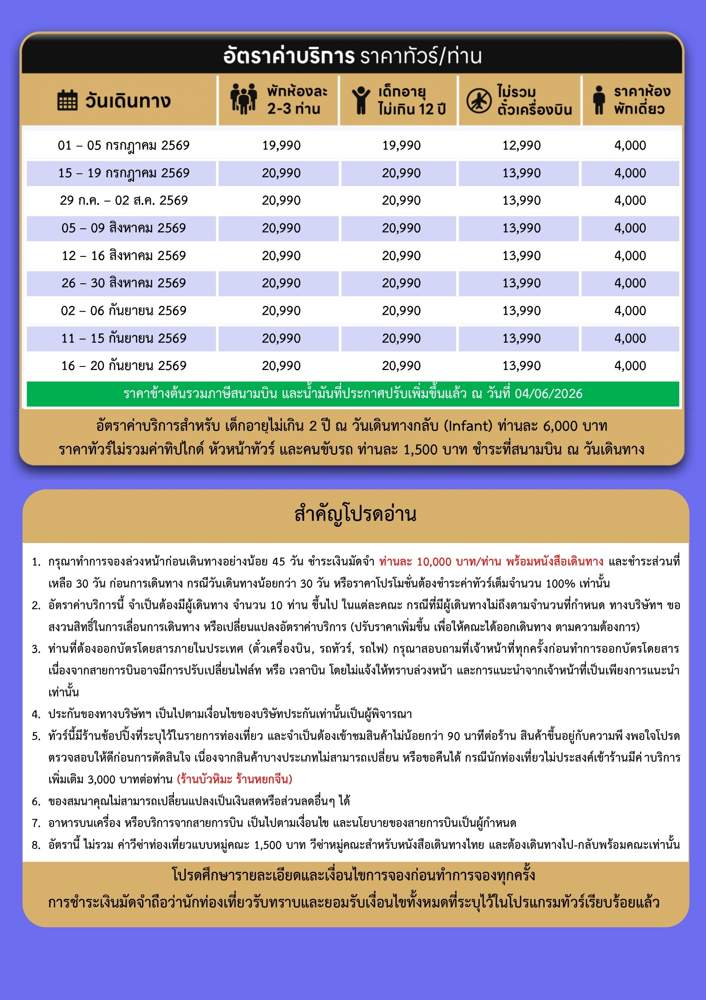 อัตราค่าบริการ ราคาทัวร์/ท่าน
วันเดินทาง พักห้องละ 2-3 ท่าน เด็กอายุ ไม่เกิน 12 ปี ไม่รวม ตั๋วเครื่องบิน ราคาห้อง พักเดี่ยว
01 – 05 กรกฎาคม 2569 19,990 19,990 12,990 4,000
15 – 19 กรกฎาคม 2569 20,990 20,990 13,990 4,000
29 ก.ค. – 02 ส.ค. 2569 20,990 20,990 13,990 4,000
05 – 09 สิงหาคม 2569 20,990 20,990 13,990 4,000
12 – 16 สิงหาคม 2569 20,990 20,990 13,990 4,000
26 – 30 สิงหาคม 2569 20,990 20,990 13,990 4,000
02 – 06 กันยายน 2569 20,990 20,990 13,990 4,000
11 – 15 กันยายน 2569 20,990 20,990 13,990 4,000
16 – 20 กันยายน 2569 20,990 20,990 13,990 4,000
ราคาข้างต้นรวมภาษีสนามบิน และน้ำมันที่ประกาศปรับเพิ่มขึ้นแล้ว ณ วันที่ 04/06/2026
อัตราค่าบริการสำหรับ เด็กอายุไม่เกิน 2 ปี ณ วันเดินทางกลับ (Infant) ท่านละ 6,000 บาท
ราคาทัวร์ไม่รวมค่าทิปไกด์ หัวหน้าทัวร์ และคนขับรถ ท่านละ 1,500 บาท ชำระที่สนามบิน ณ วันเดินทาง
สำคัญโปรดอ่าน
1. กรุณาทำการจองล่วงหน้าก่อนเดินทางอย่างน้อย 45 วัน ชำระเงินมัดจำ ท่านละ 10,000 บาท/ท่าน พร้อมหนังสือเดินทาง และชำระส่วนที่
เหลือ 30 วัน ก่อนการเดินทาง กรณีวันเดินทางน้อยกว่า 30 วัน หรือราคาโปรโมชั่นต้องชำระค่าทัวร์เต็มจำนวน 100% เท่านั้น
2. อัตราค่าบริการนี้ จำเป็นต้องมีผู้เดินทาง จำนวน 10 ท่าน ขึ้นไป ในแต่ละคณะ กรณีที่มีผู้เดินทางไม่ถึงตามจำนวนที่กำหนด ทางบริษัทฯ ขอ
สงวนสิทธิ์ในการเลื่อนการเดินทาง หรือเปลี่ยนแปลงอัตราค่าบริการ (ปรับราคาเพิ่มขึ้น เพื่อให้คณะได้ออกเดินทาง ตามความต้องการ)
3. ท่านที่ต้องออกบัตรโดยสารภายในประเทศ (ตั๋วเครื่องบิน, รถทัวร์, รถไฟ) กรุณาสอบถามที่เจ้าหน้าที่ทุกครั้งก่อนทำการออกบัตรโดยสาร
เนื่องจากสายการบินอาจมีการปรับเปลี่ยนไฟล์ท หรือ เวลาบิน โดยไม่แจ้งให้ทราบล่วงหน้า และการแนะนำจากเจ้าหน้าที่เป็นเพียงการแนะนำ
เท่านั้น
4. ประกันของทางบริษัทฯ เป็นไปตามเงื่อนไขของบริษัทประกันเท่านั้นเป็นผู้พิจารณา
5. ทัวร์นี้มีร้านช้อปปิ้งที่ระบุไว้ในรายการท่องเที่ยว และจำเป็นต้องเข้าชมสินค้าไม่น้อยกว่า 90 นาทีต่อร้าน สินค้าขึ้นอยู่กับความพึงพอใจโปรด
ตรวจสอบให้ดีก่อนการตัดสินใจ เนื่องจากสินค้าบางประเภทไม่สามารถเปลี่ยน หรือขอคืนได้ กรณีนักท่องเที่ยวไม่ประสงค์เข้าร้านมีค่าบริการ
เพิ่มเติม 3,000 บาทต่อท่าน (ร้านบัวหิมะ ร้านหยกจีน)
6. ของสมนาคุณไม่สามารถเปลี่ยนแปลงเป็นเงินสดหรือส่วนลดอื่นๆ ได้
7. อาหารบนเครื่อง หรือบริการจากสายการบิน เป็นไปตามเงื่อนไข และนโยบายของสายการบินเป็นผู้กำหนด
8. อัตรานี้ ไม่รวม ค่าวีซ่าท่องเที่ยวแบบหมู่คณะ 1,500 บาท วีซ่าหมู่คณะสำหรับหนังสือเดินทางไทย และต้องเดินทางไป-กลับพร้อมคณะเท่านั้น
โปรดศึกษารายละเอียดและเงื่อนไขการจองก่อนทำการจองทุกครั้ง
การชำระเงินมัดจำถือว่านักท่องเที่ยวรับทราบและยอมรับเงื่อนไขทั้งหมดที่ระบุไว้ในโปรแกรมทัวร์เรียบร้อยแล้ว